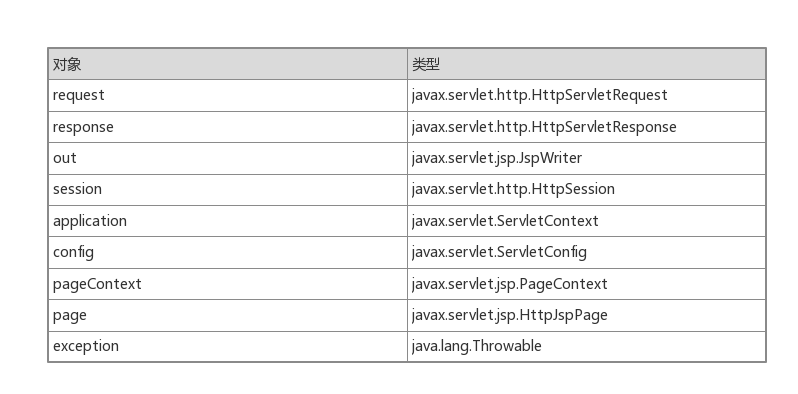 对象 类型
request javax.servlet.http.HttpServletRequest
response javax.servlet.http.HttpServletResponse
out javax.servlet.jsp.JspWriter
session javax.servlet.http.HttpSession
application javax.servlet.ServletContext
config javax.servlet.ServletConfig
pageContext javax.servlet.jsp.PageContext
page javax.servlet.jsp.HttpJspPage
exception java.lang.Throwable